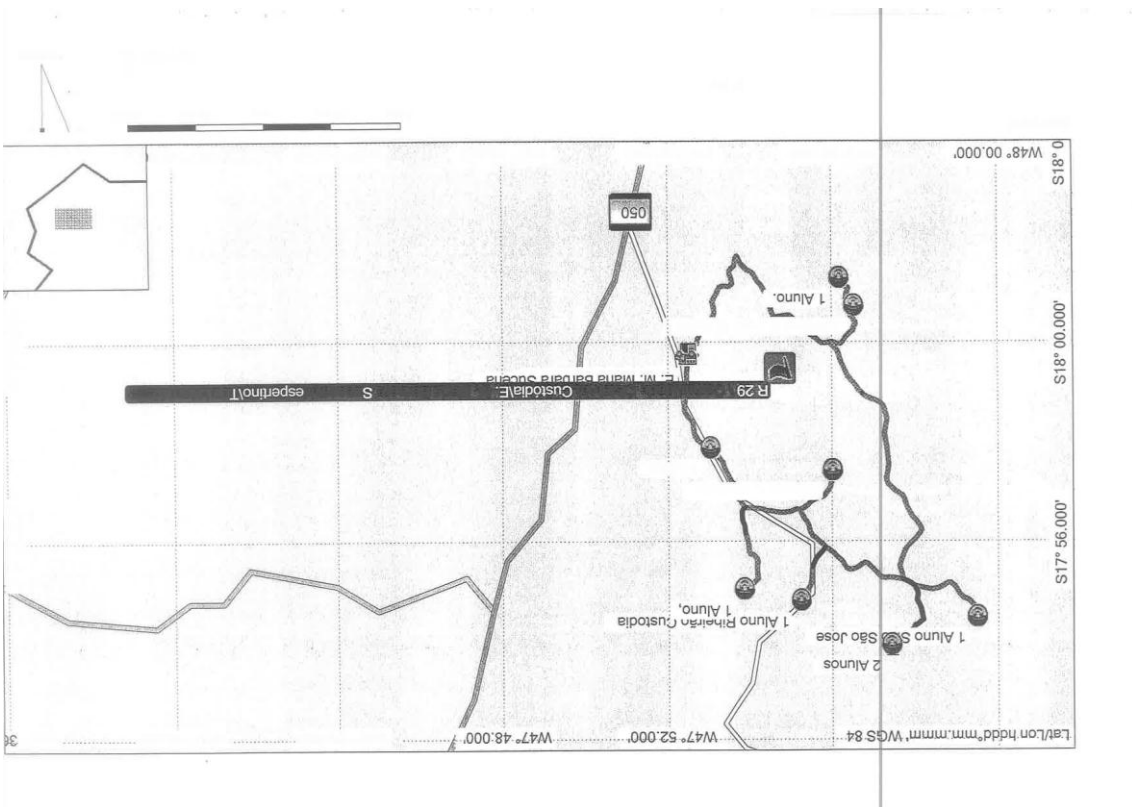 Lat/Lon hddd°mm.mmm' WGS 84
W47° 52.000'
W47° 48.000'
2 Alunos
1 Aluno São Jose
1 Aluno Ribeirão Custodia
1 Aluno,
S17° 56.000'
R 29 Custódia\E. S espertino\T
E. M. Maria Barbara Sucena
S18° 00.000'
1 Aluno.
050
W48° 00.000'
S18° 0